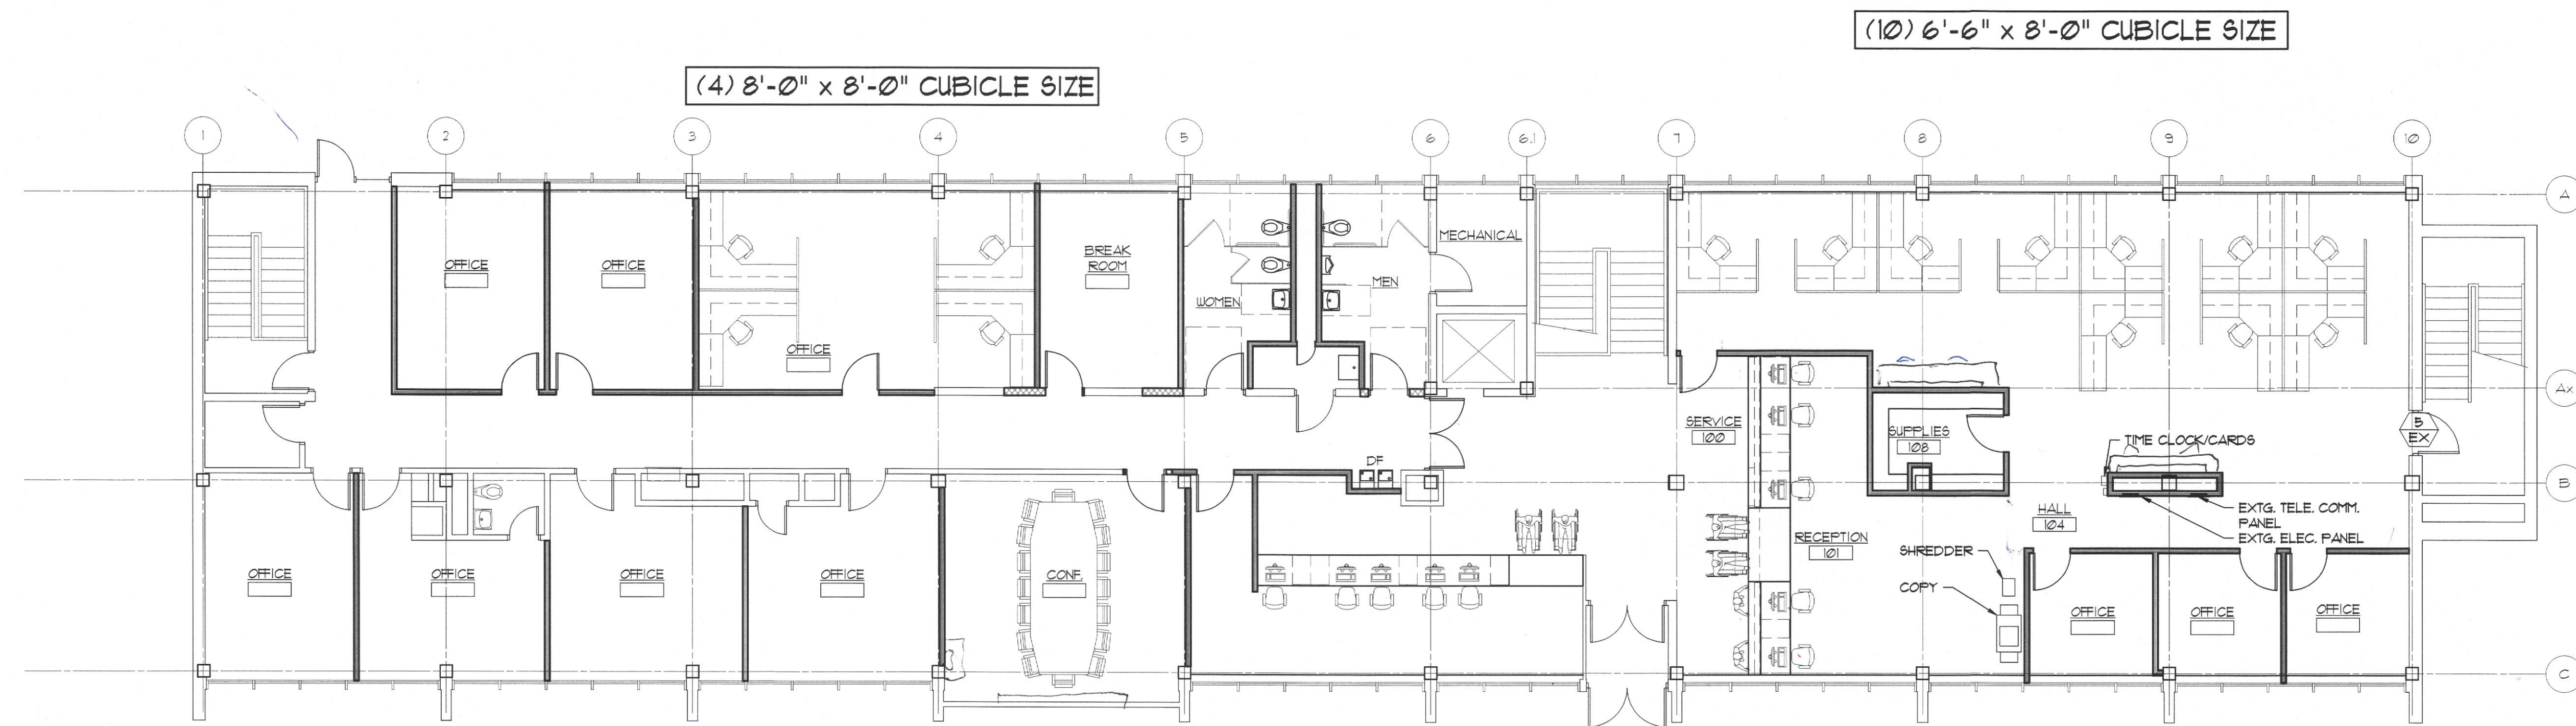 (10) 6'-6" x 8'-0" CUBICLE SIZE
(4) 8'-0" x 8'-0" CUBICLE SIZE
1
2
3
4
5
6
6.1
7
8
9
10
A
OFFICE
OFFICE
OFFICE
BREAK
ROOM
WOMEN
MEN
MECHANICAL
Ax
SERVICE
100
SUPPLIES
108
TIME CLOCK/CARDS
5
EX
DF
B
HALL
104
EXTG. TELE. COMM.
PANEL
EXTG. ELEC. PANEL
RECEPTION
101
SHREDDER
COPY
OFFICE
OFFICE
OFFICE
OFFICE
CONF.
OFFICE
OFFICE
OFFICE
C